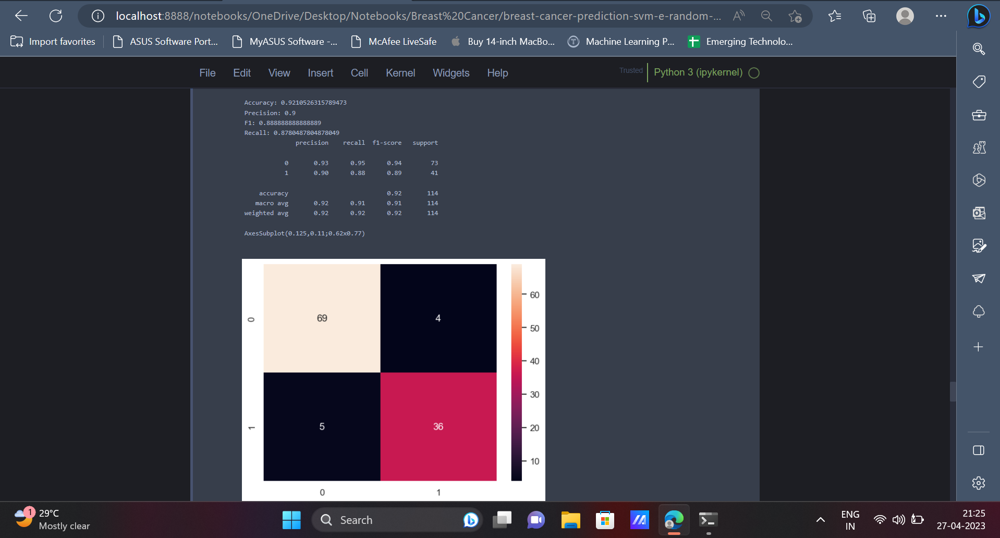 localhost:8888/notebooks/OneDrive/Desktop/Notebooks/Breast%20Cancer/breast-cancer-prediction-svm-e-random-...
Import favorites ASUS Software Port... MyASUS Software -... McAfee LiveSafe Buy 14-inch MacBo... Machine Learning P... Emerging Technolo...
File Edit View Insert Cell Kernel Widgets Help Trusted Python 3 (ipykernel)
Accuracy: 0.9210526315789473
Precision: 0.9
F1: 0.888888888888889
Recall: 0.8780487804878049
precision recall f1-score support
0 0.93 0.95 0.94 73
1 0.90 0.88 0.89 41
accuracy 0.92 114
macro avg 0.92 0.91 0.91 114
weighted avg 0.92 0.92 0.92 114
AxesSubplot(0.125,0.11;0.62x0.77)
60
0 69 4
50
40
30
1 5 36
20
10
0 1
1 29°C
Mostly clear
Search
ENG
IN
21:25
27-04-2023